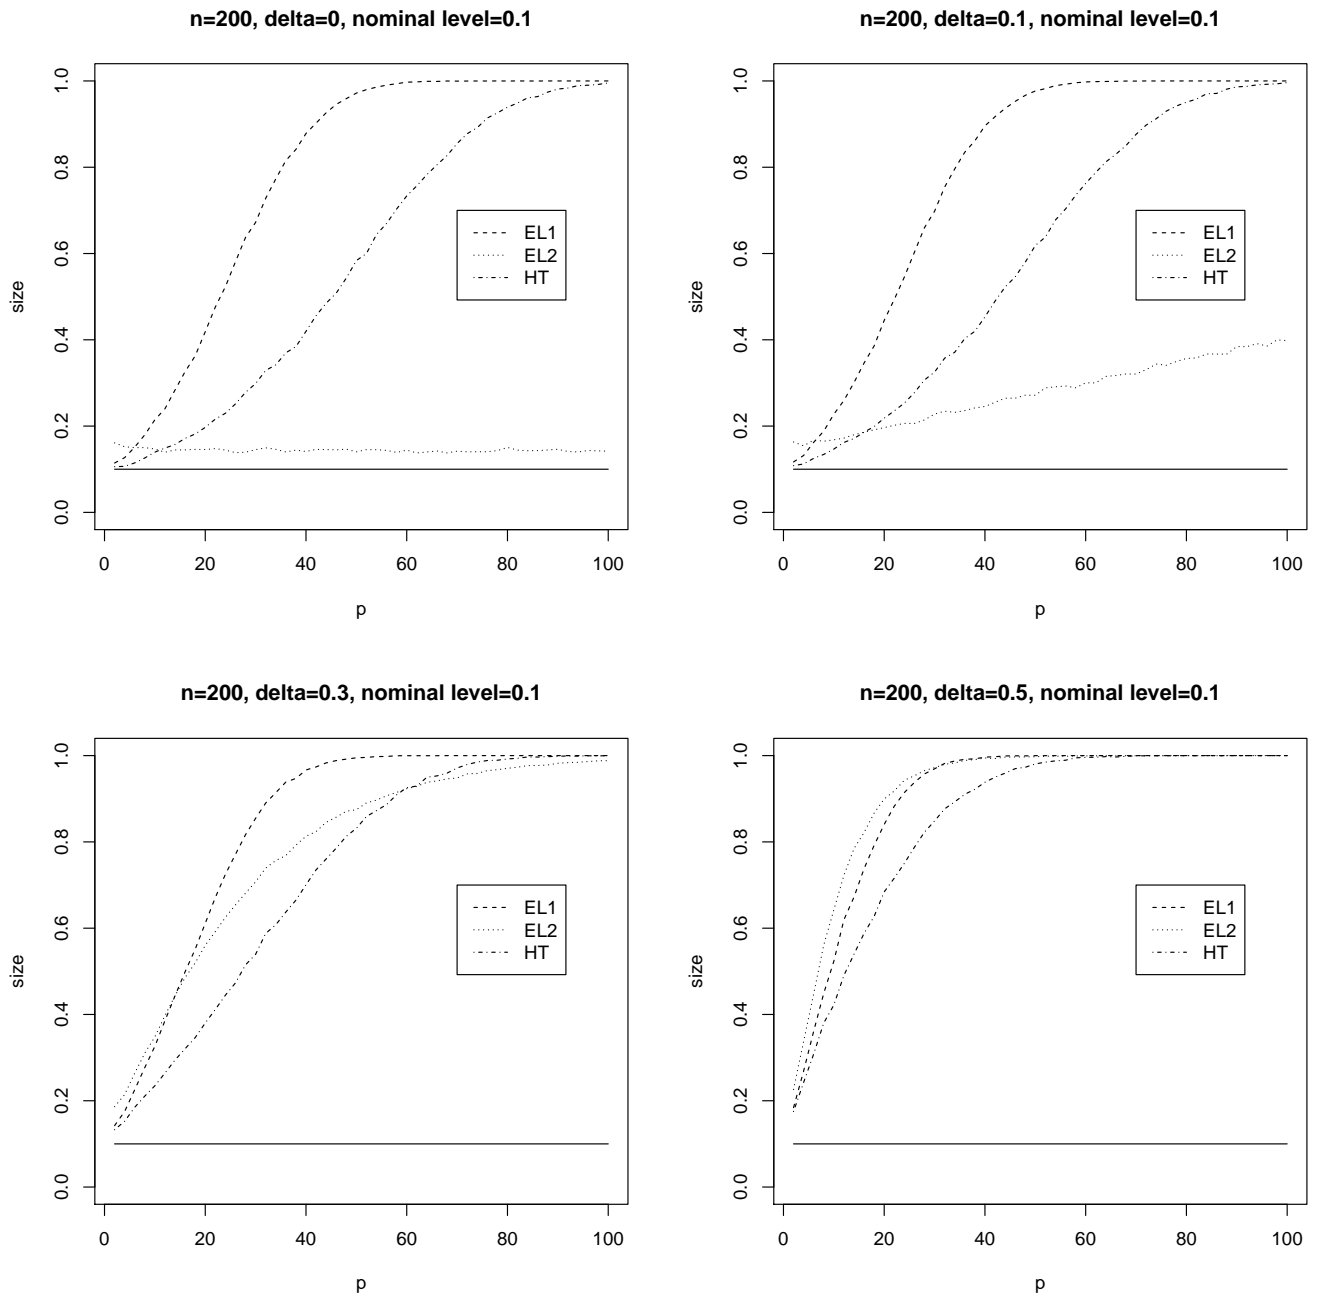 n=200, delta=0, nominal level=0.1
size
0.0
0.2
0.4
0.6
0.8
1.0
EL1
EL2
HT
0 20 40 60 80 100
p
n=200, delta=0.1, nominal level=0.1
size
0.0
0.2
0.4
0.6
0.8
1.0
EL1
EL2
HT
0 20 40 60 80 100
p
n=200, delta=0.3, nominal level=0.1
size
0.0
0.2
0.4
0.6
0.8
1.0
EL1
EL2
HT
0 20 40 60 80 100
p
n=200, delta=0.5, nominal level=0.1
size
0.0
0.2
0.4
0.6
0.8
1.0
EL1
EL2
HT
0 20 40 60 80 100
p